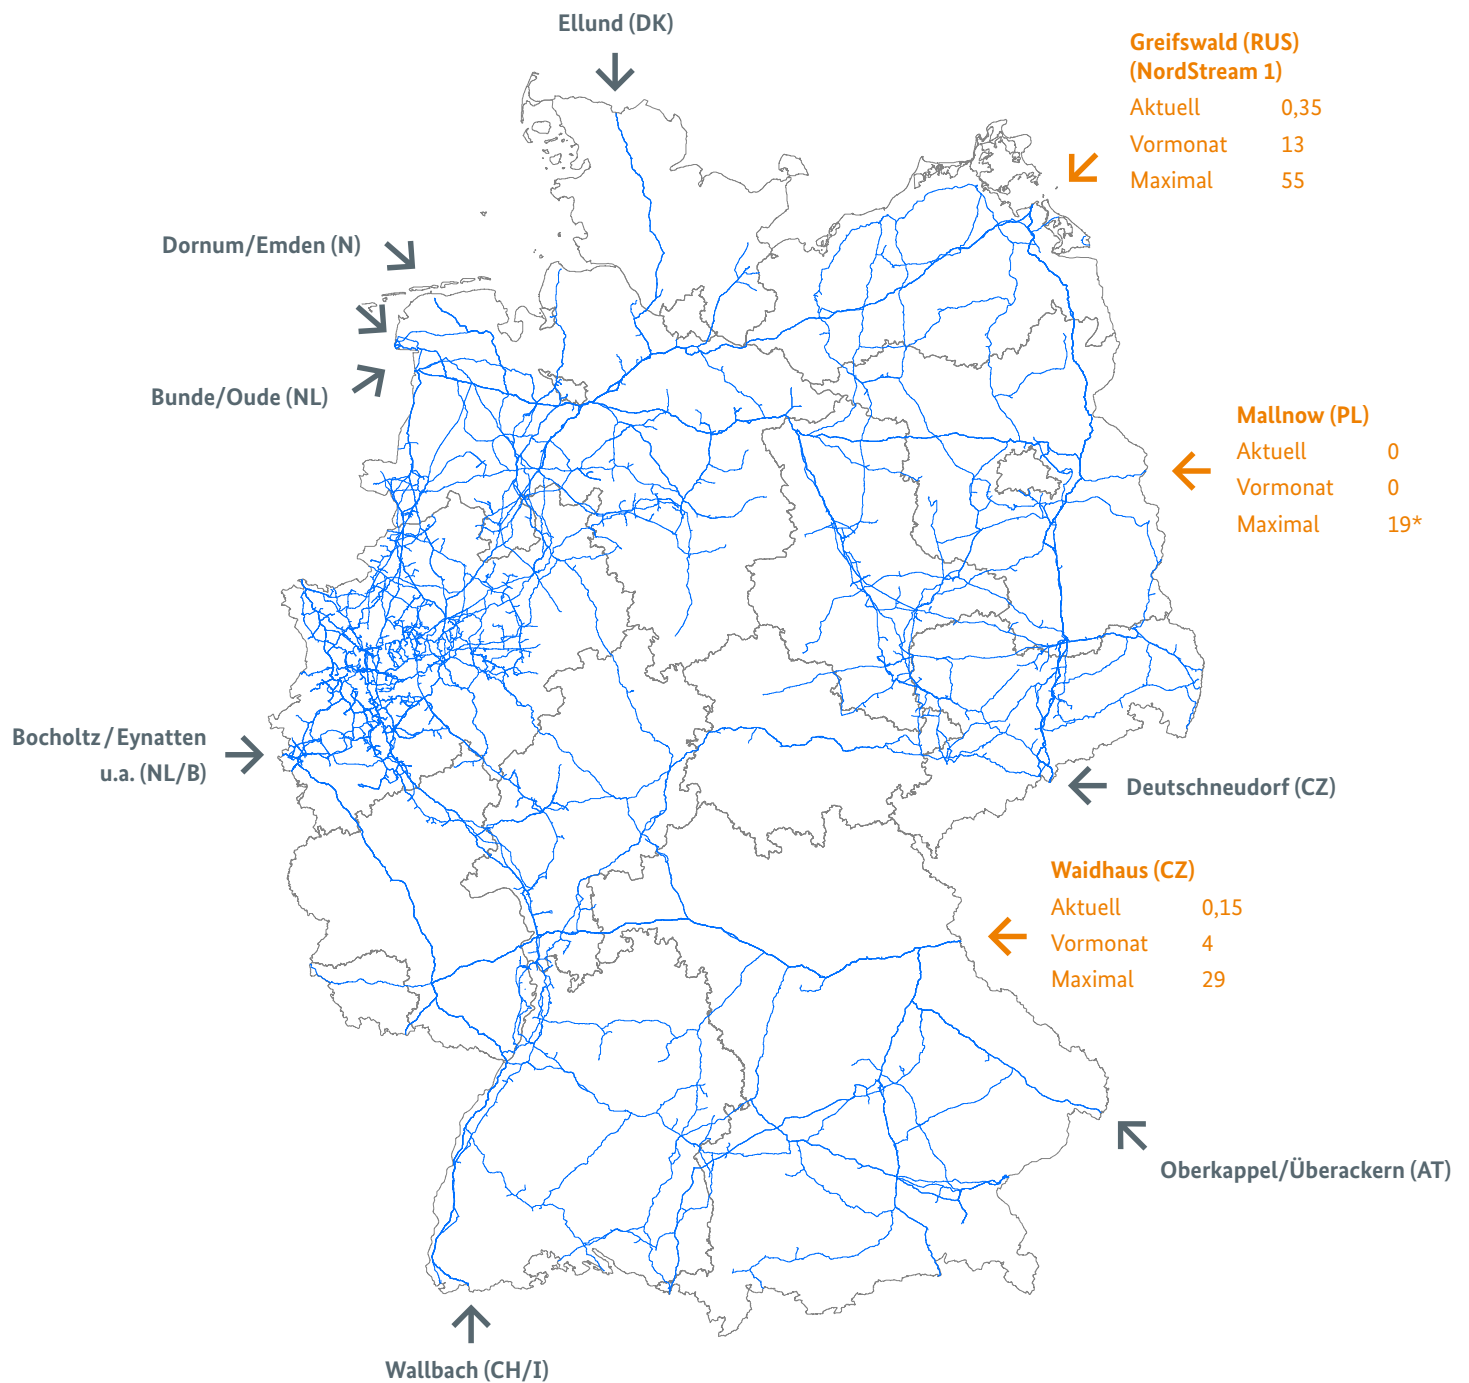 Ellund (DK)
Greifswald (RUS)
(NordStream 1)
Aktuell 0,35
Vormonat 13
Maximal 55
Dornum/Emden (N)
Bunde/Oude (NL)
Mallnow (PL)
Aktuell 0
Vormonat 0
Maximal 19*
Bocholtz / Eynatten
u.a. (NL/B)
Deutschneudorf (CZ)
Waidhaus (CZ)
Aktuell 0,15
Vormonat 4
Maximal 29
Oberkappel/Überackern (AT)
Wallbach (CH/I)